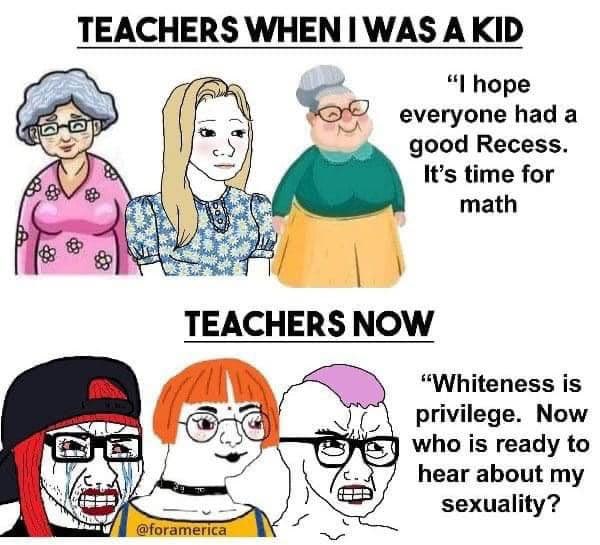 TEACHERS WHEN I WAS A KID
“I hope
everyone had a
good Recess.
It’s time for
math
TEACHERS NOW
“Whiteness is
privilege. Now
who is ready to
hear about my
sexuality?
@foramerica